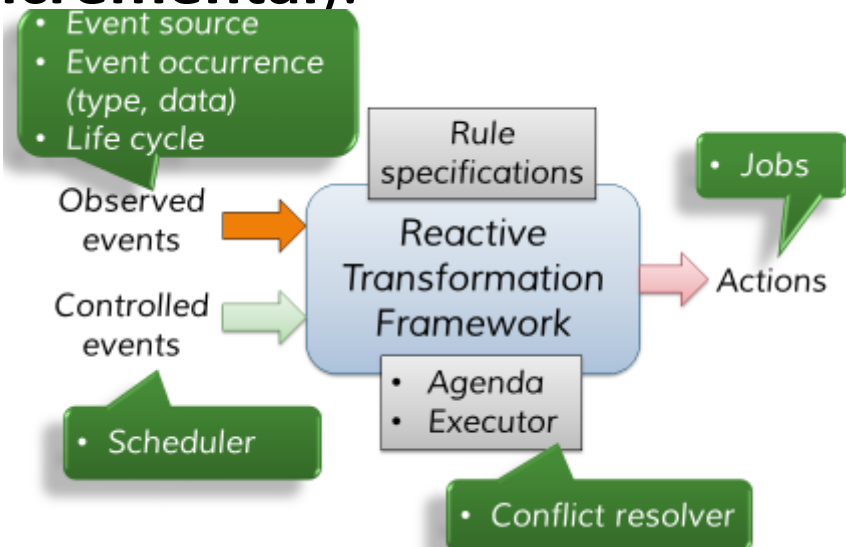 • Event source
• Event occurrence
(type, data)
• Life cycle
Rule
specifications
• Jobs
Observed
events
Reactive
Transformation
Framework
Actions
Controlled
events
• Agenda
• Executor
• Scheduler
• Conflict resolver